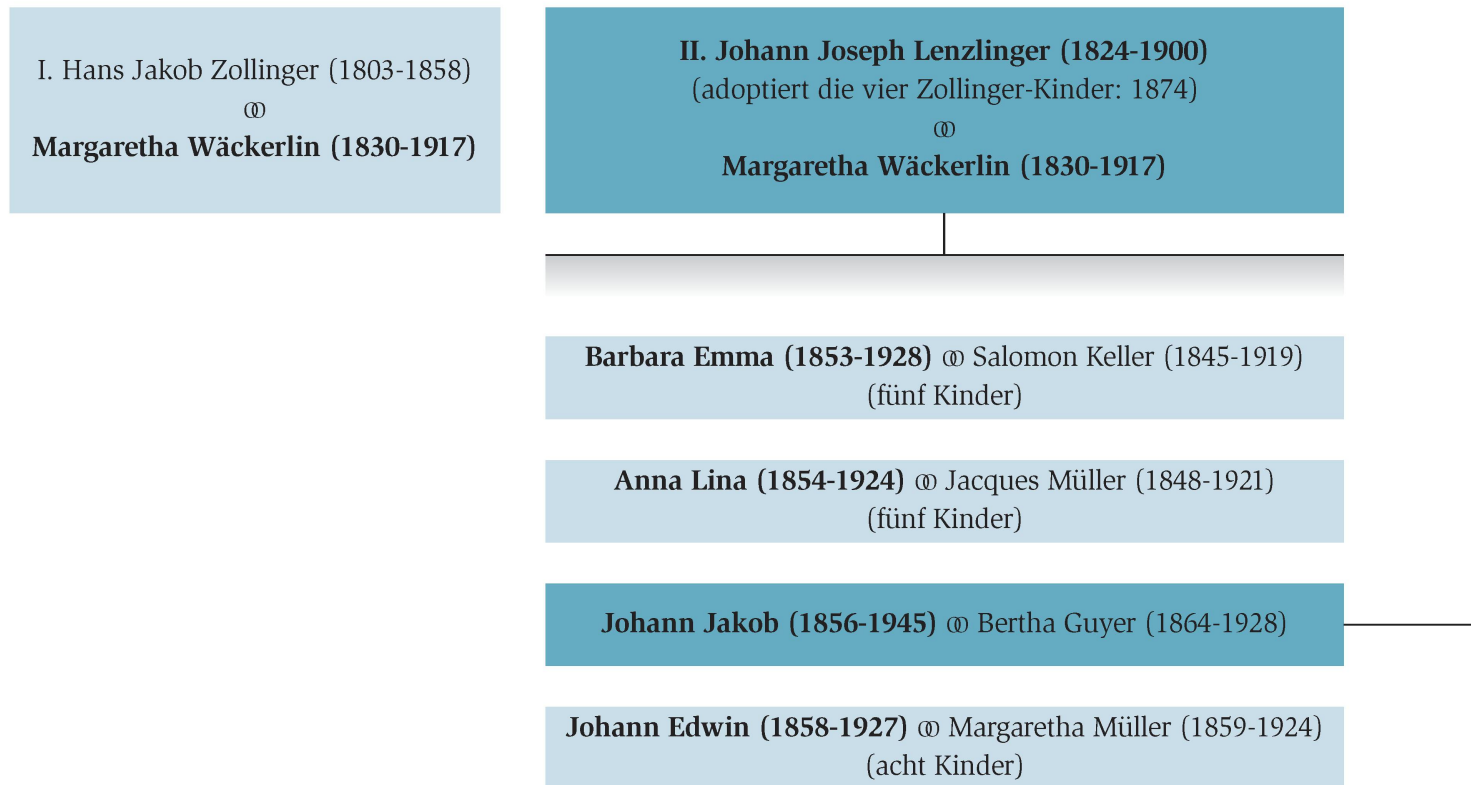 I. Hans Jakob Zollinger (1803-1858)
⚭
Margaretha Wäckerlin (1830-1917)
II. Johann Joseph Lenzlinger (1824-1900)
(adoptiert die vier Zollinger-Kinder: 1874)
⚭
Margaretha Wäckerlin (1830-1917)
Barbara Emma (1853-1928) ⚭ Salomon Keller (1845-1919)
(fünf Kinder)
Anna Lina (1854-1924) ⚭ Jacques Müller (1848-1921)
(fünf Kinder)
Johann Jakob (1856-1945) ⚭ Bertha Guyer (1864-1928)
Johann Edwin (1858-1927) ⚭ Margaretha Müller (1859-1924)
(acht Kinder)